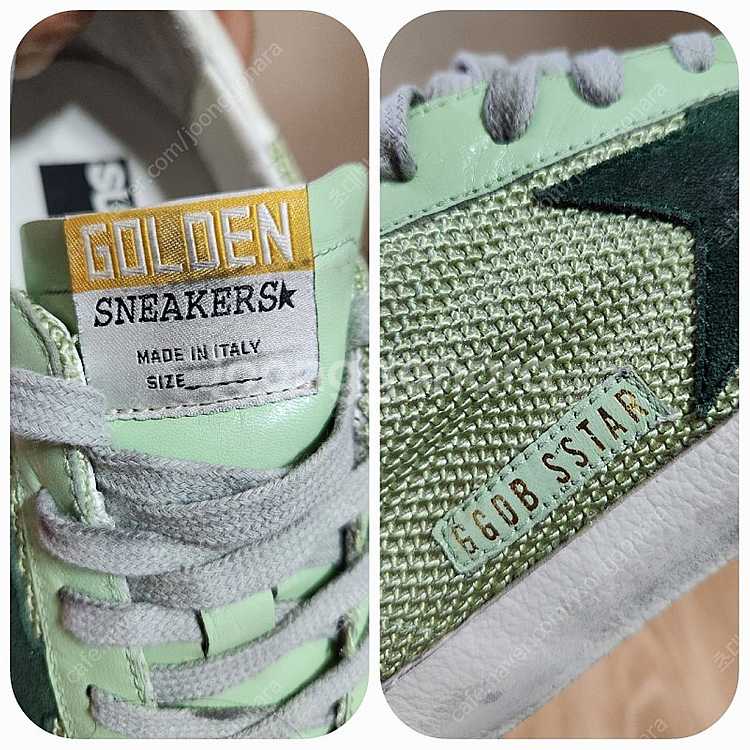 GOLDEN
SNEAKERS
MADE IN ITALY
SIZE
GGDB SSTAR